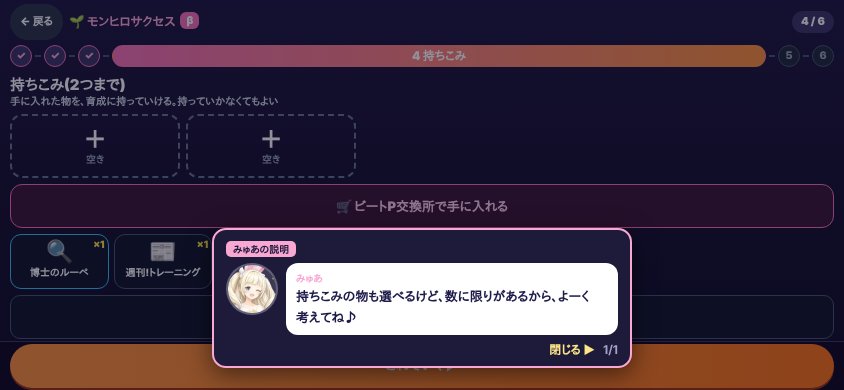 ← 戻る
🌱 モンヒロサクセス β
4 / 6
✓ ✓ ✓ 4 持ちこみ 5 6
持ちこみ(2つまで)
手に入れた物を、育成に持っていける。持っていかなくてもよい
＋ ＋
空き 空き
🛒 ビートP交換所で手に入れる
×1 ×1
博士のルーペ 週刊!トレーニング
みゅあの説明
みゅあ
持ちこみの物も選べるけど、数に限りがあるから、よーく
考えてね♪
閉じる ▶ 1/1